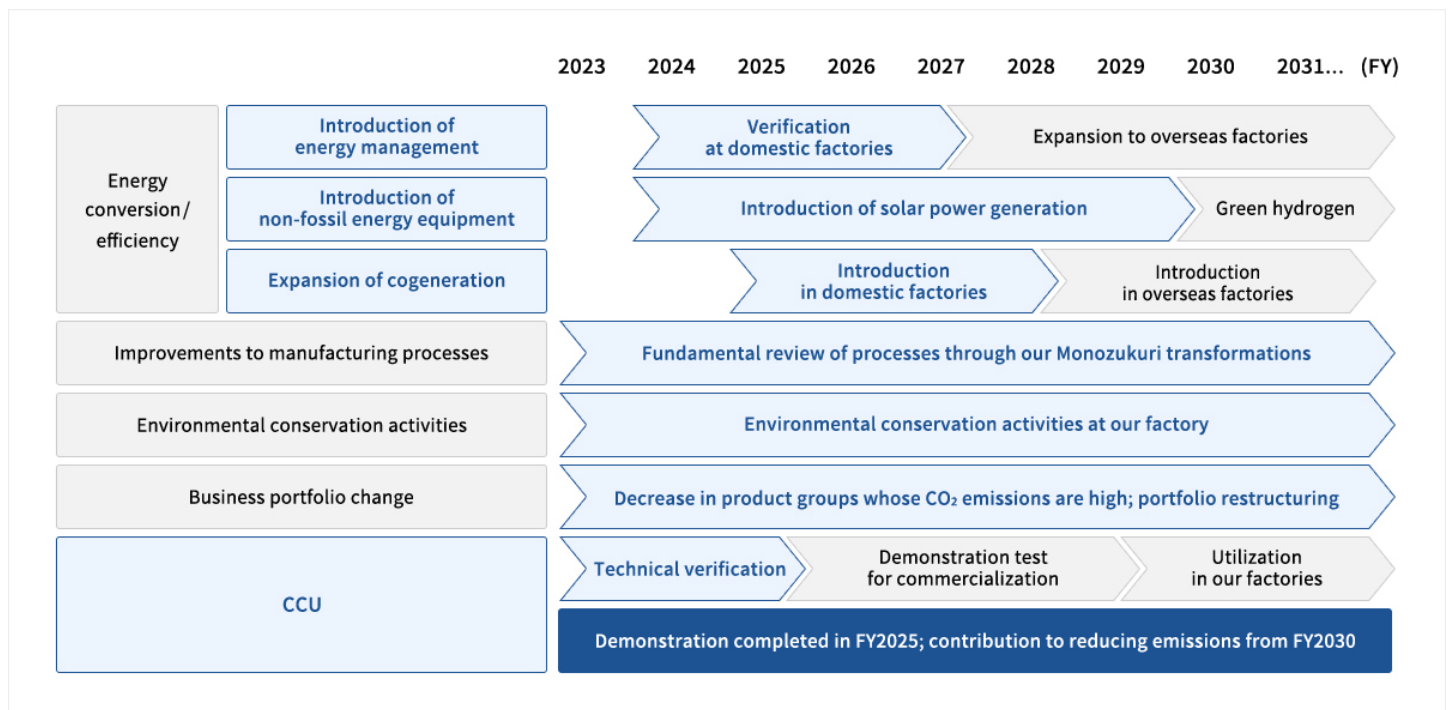 2023 2024 2025 2026 2027 2028 2029 2030 2031... (FY)
Energy
conversion/
efficiency
Introduction of
energy management
Verification
at domestic factories
Expansion to overseas factories
Introduction of
non-fossil energy equipment
Introduction of solar power generation
Green hydrogen
Expansion of cogeneration
Introduction
in domestic factories
Introduction
in overseas factories
Improvements to manufacturing processes
Fundamental review of processes through our Monozukuri transformations
Environmental conservation activities
Environmental conservation activities at our factory
Business portfolio change
Decrease in product groups whose CO₂ emissions are high; portfolio restructuring
CCU
Technical verification
Demonstration test
for commercialization
Utilization
in our factories
Demonstration completed in FY2025; contribution to reducing emissions from FY2030